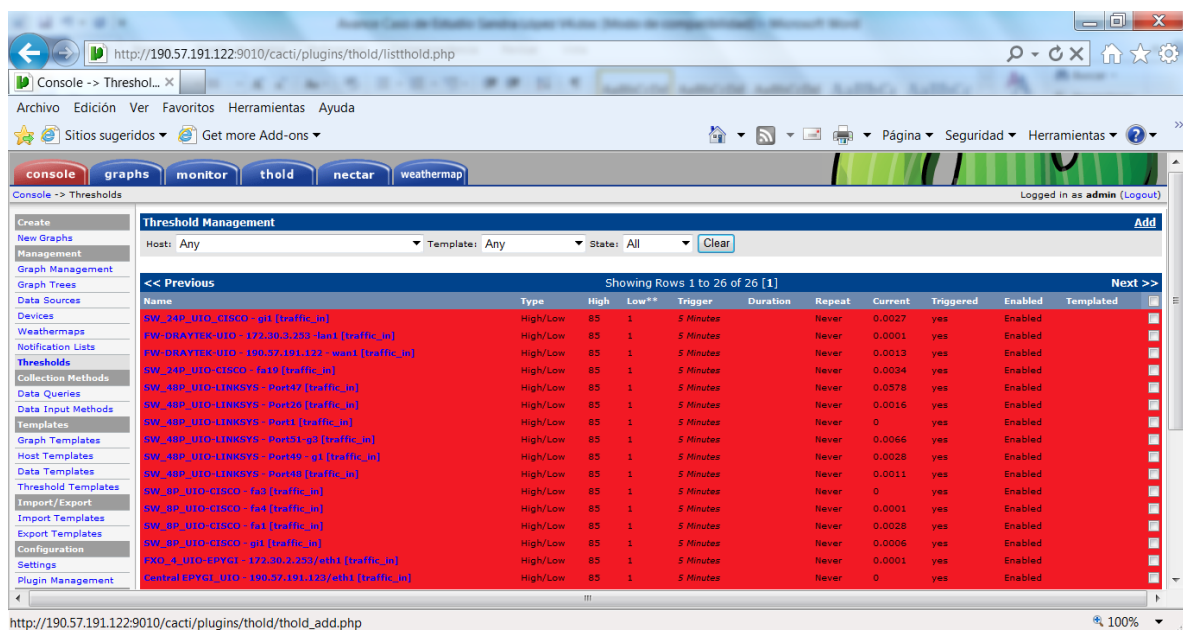 Avance Caso de Estudio Sandra López Víctor [Modo de compatibilidad] - Microsoft Word
http://190.57.191.122:9010/cacti/plugins/thold/listthold.php
Console -> Threshol...
Archivo Edición Ver Favoritos Herramientas Ayuda
Sitios sugeridos Get more Add-ons Página Seguridad Herramientas
console graphs monitor thold nectar weathermap
Console -> Thresholds Logged in as admin (Logout)
Create
New Graphs
Management
Graph Management
Graph Trees
Data Sources
Devices
Weathermaps
Notification Lists
Thresholds
Collection Methods
Data Queries
Data Input Methods
Templates
Graph Templates
Host Templates
Data Templates
Threshold Templates
Import/Export
Import Templates
Export Templates
Configuration
Settings
Plugin Management
Threshold Management Add
Host: Any Template: Any State: All Clear
<< Previous Showing Rows 1 to 26 of 26 [1] Next >>
Name Type High Low** Trigger Duration Repeat Current Triggered Enabled Templated
SW_24P_UIO_CISCO - gi1 [traffic_in] High/Low 85 1 5 Minutes Never 0.0027 yes Enabled
FW-DRAYTEK-UIO - 172.30.3.253 -lan1 [traffic_in] High/Low 85 1 5 Minutes Never 0.0001 yes Enabled
FW-DRAYTEK-UIO - 190.57.191.122 - wan1 [traffic_in] High/Low 85 1 5 Minutes Never 0.0013 yes Enabled
SW_24P_UIO-CISCO - fa19 [traffic_in] High/Low 85 1 5 Minutes Never 0.0034 yes Enabled
SW_48P_UIO-LINKSYS - Port47 [traffic_in] High/Low 85 1 5 Minutes Never 0.0578 yes Enabled
SW_48P_UIO-LINKSYS - Port26 [traffic_in] High/Low 85 1 5 Minutes Never 0.0016 yes Enabled
SW_48P_UIO-LINKSYS - Port1 [traffic_in] High/Low 85 1 5 Minutes Never 0 yes Enabled
SW_48P_UIO-LINKSYS - Port51-g3 [traffic_in] High/Low 85 1 5 Minutes Never 0.0066 yes Enabled
SW_48P_UIO-LINKSYS - Port49 - g1 [traffic_in] High/Low 85 1 5 Minutes Never 0.0028 yes Enabled
SW_48P_UIO-LINKSYS - Port48 [traffic_in] High/Low 85 1 5 Minutes Never 0.0011 yes Enabled
SW_8P_UIO-CISCO - fa3 [traffic_in] High/Low 85 1 5 Minutes Never 0 yes Enabled
SW_8P_UIO-CISCO - fa4 [traffic_in] High/Low 85 1 5 Minutes Never 0.0001 yes Enabled
SW_8P_UIO-CISCO - fa1 [traffic_in] High/Low 85 1 5 Minutes Never 0.0028 yes Enabled
SW_8P_UIO-CISCO - gi1 [traffic_in] High/Low 85 1 5 Minutes Never 0.0006 yes Enabled
FXO_4_UIO-EPYGI - 172.30.2.253/eth1 [traffic_in] High/Low 85 1 5 Minutes Never 0.0001 yes Enabled
Central EPYGI_UIO - 190.57.191.123/eth1 [traffic_in] High/Low 85 1 5 Minutes Never 0 yes Enabled
http://190.57.191.122:9010/cacti/plugins/thold/thold_add.php 100%